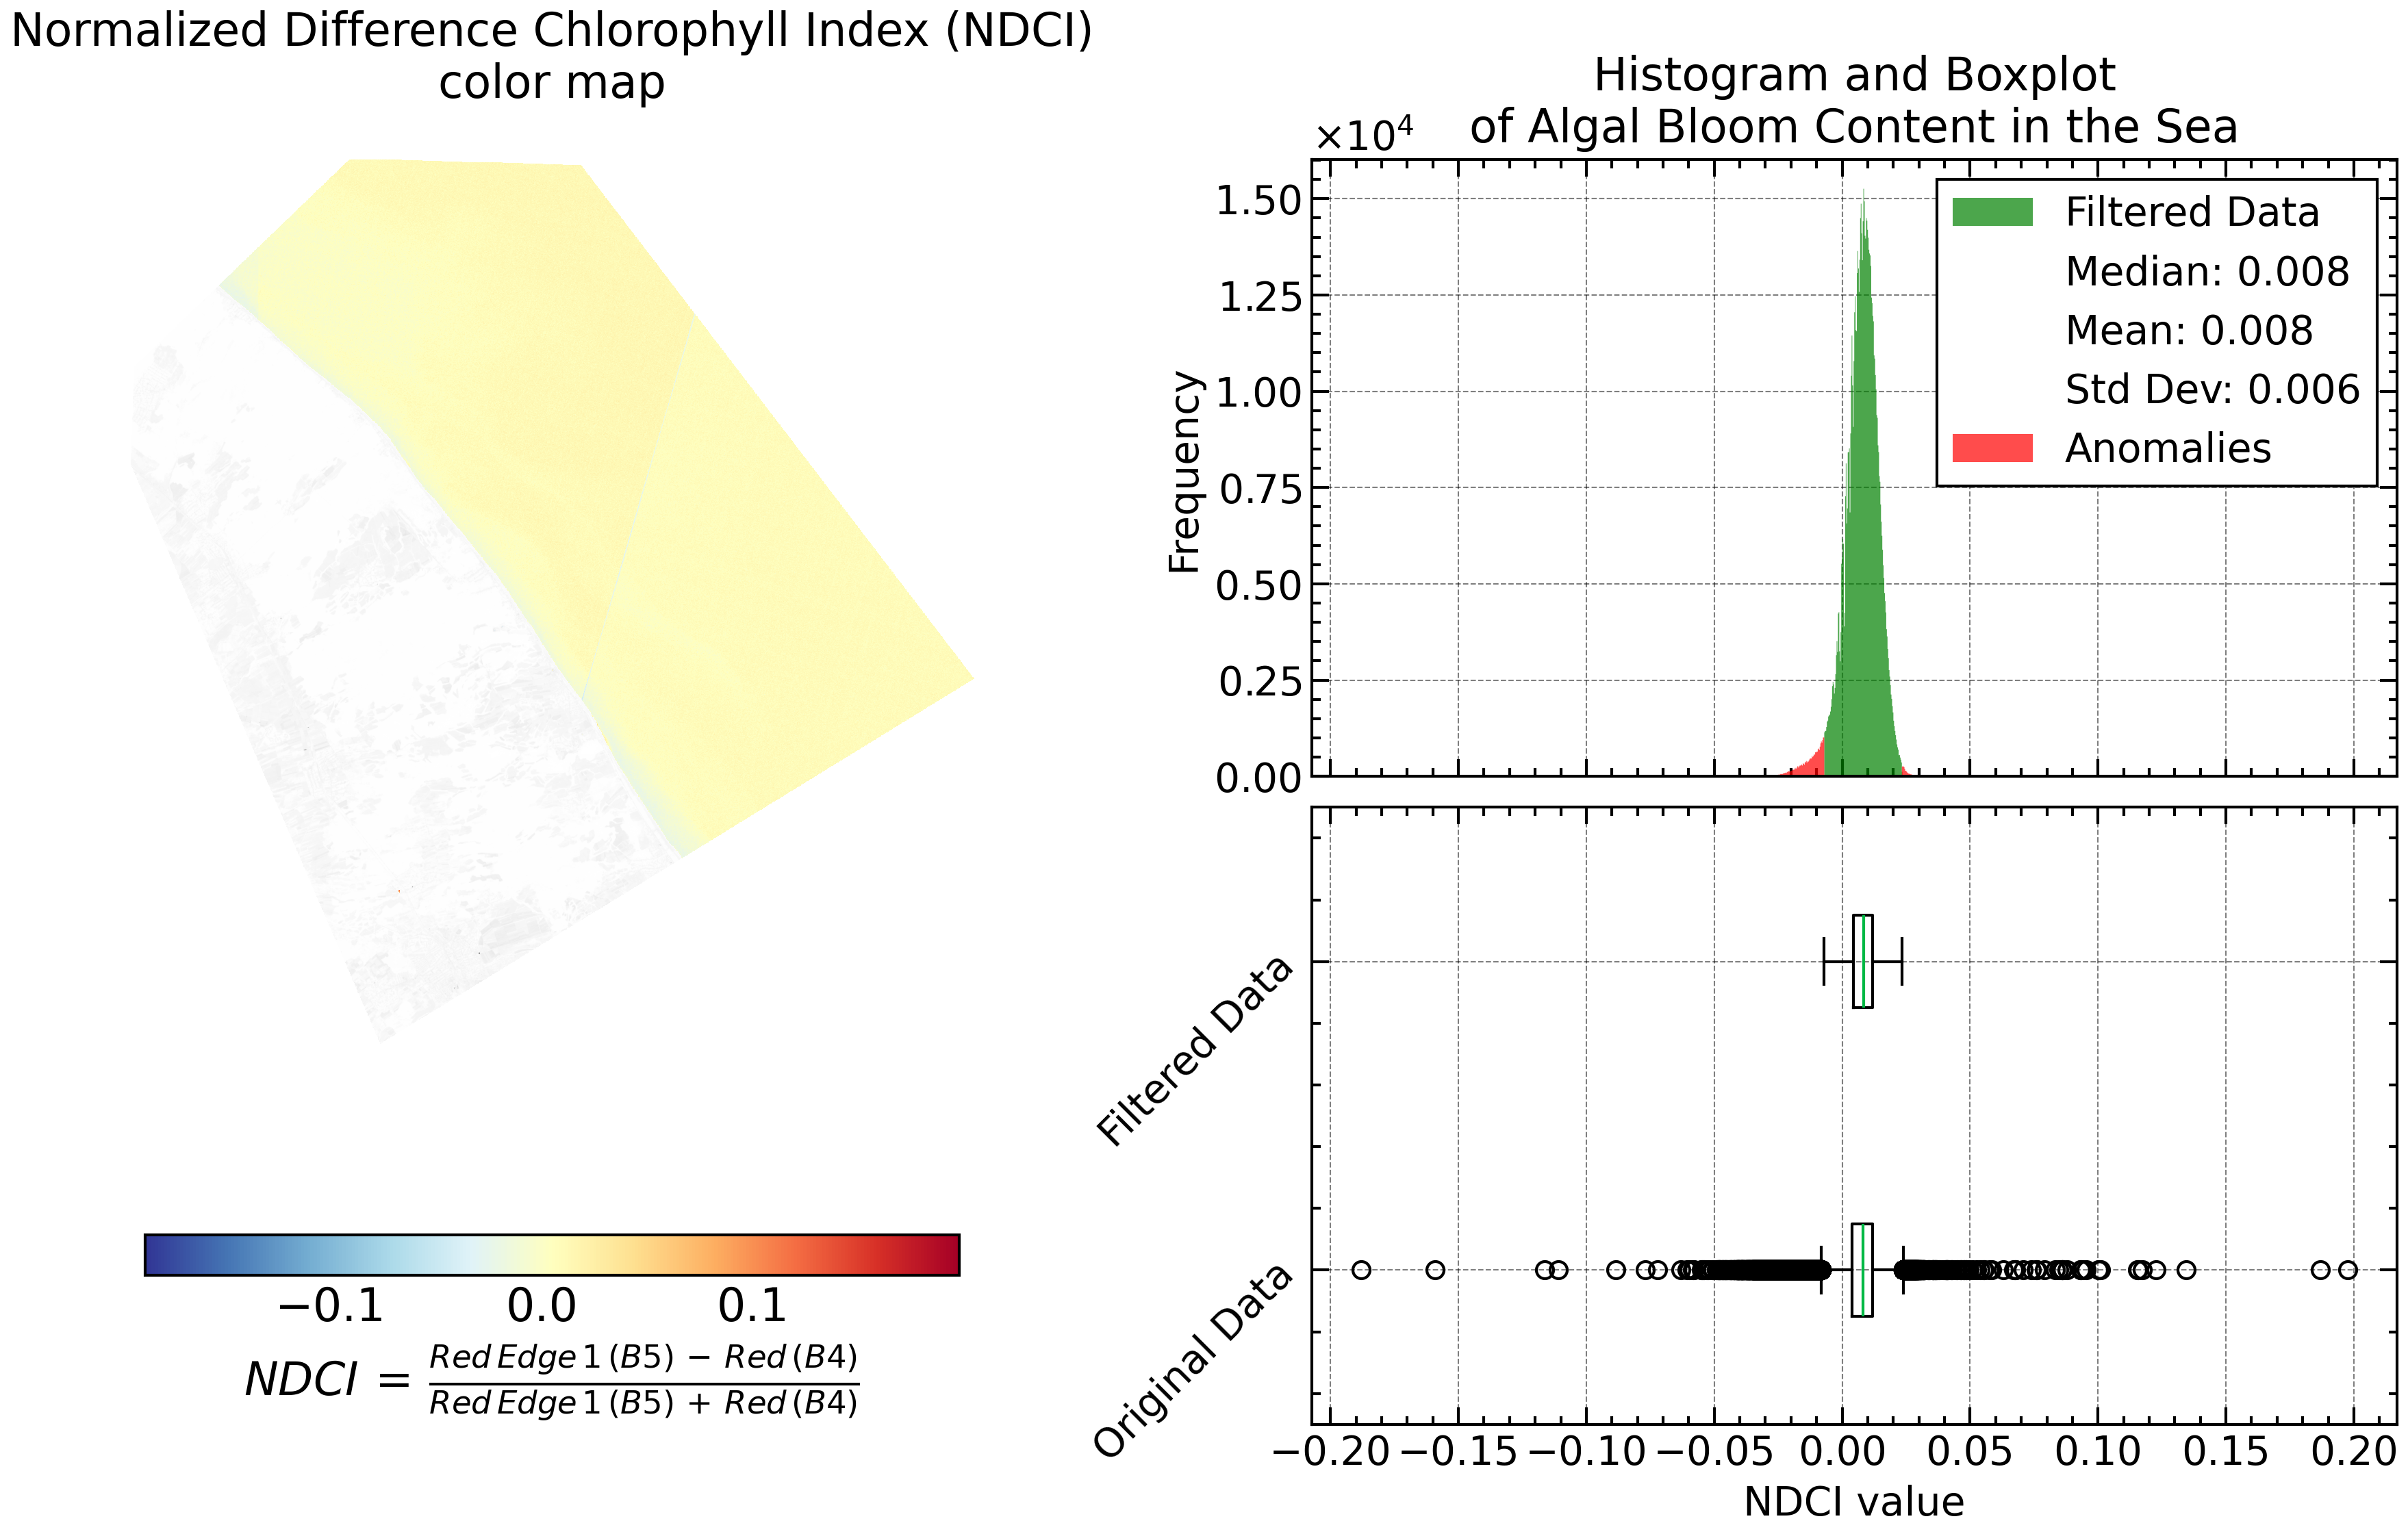 Normalized Difference Chlorophyll Index (NDCI)
color map
−0.1 0.0 0.1
NDCI = Red Edge 1 (B5) − Red (B4) / Red Edge 1 (B5) + Red (B4)
Histogram and Boxplot
of Algal Bloom Content in the Sea
×10⁴
1.50
1.25
1.00
0.75
0.50
0.25
0.00
Frequency
Filtered Data
Median: 0.008
Mean: 0.008
Std Dev: 0.006
Anomalies
Filtered Data
Original Data
−0.20 −0.15 −0.10 −0.05 0.00 0.05 0.10 0.15 0.20
NDCI value